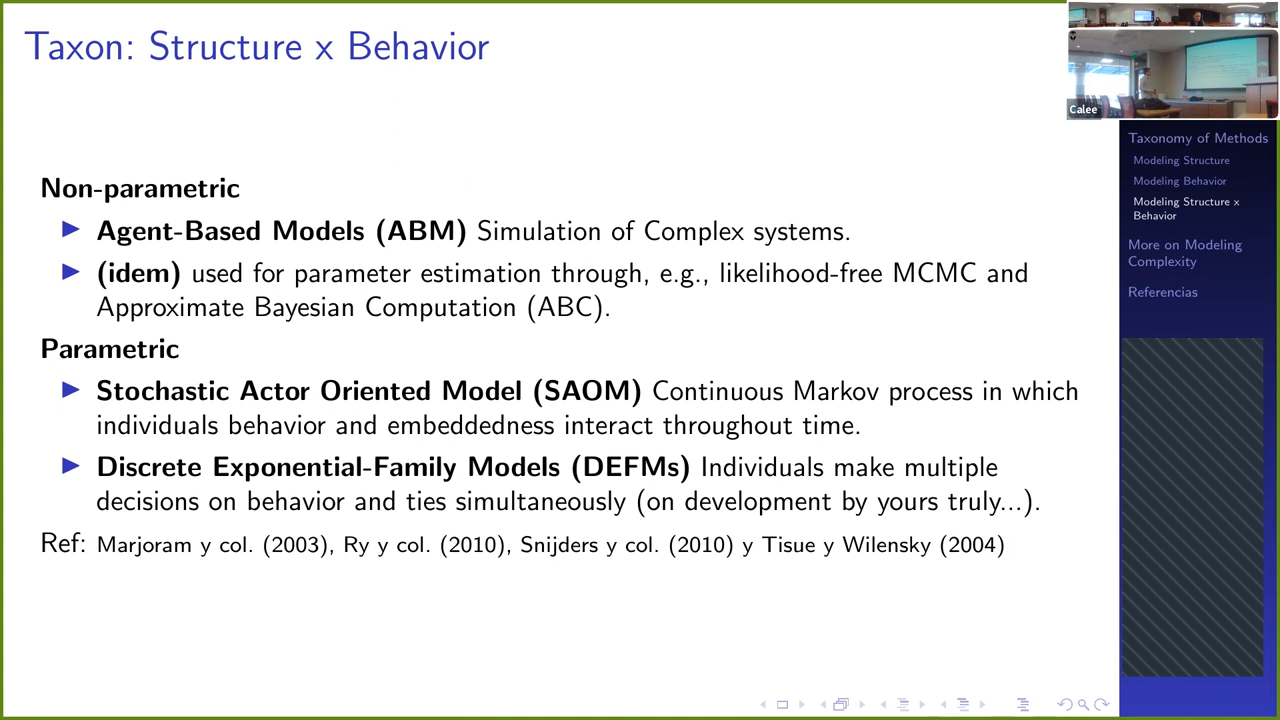 Taxon: Structure x Behavior
Non-parametric
Agent-Based Models (ABM) Simulation of Complex systems.
(idem) used for parameter estimation through, e.g., likelihood-free MCMC and
Approximate Bayesian Computation (ABC).
Parametric
Stochastic Actor Oriented Model (SAOM) Continuous Markov process in which
individuals behavior and embeddedness interact throughout time.
Discrete Exponential-Family Models (DEFMs) Individuals make multiple
decisions on behavior and ties simultaneously (on development by yours truly...).
Ref: Marjoram y col. (2003), Ry y col. (2010), Snijders y col. (2010) y Tisue y Wilensky (2004)
Calee
Taxonomy of Methods
Modeling Structure
Modeling Behavior
Modeling Structure x
Behavior
More on Modeling
Complexity
Referencias